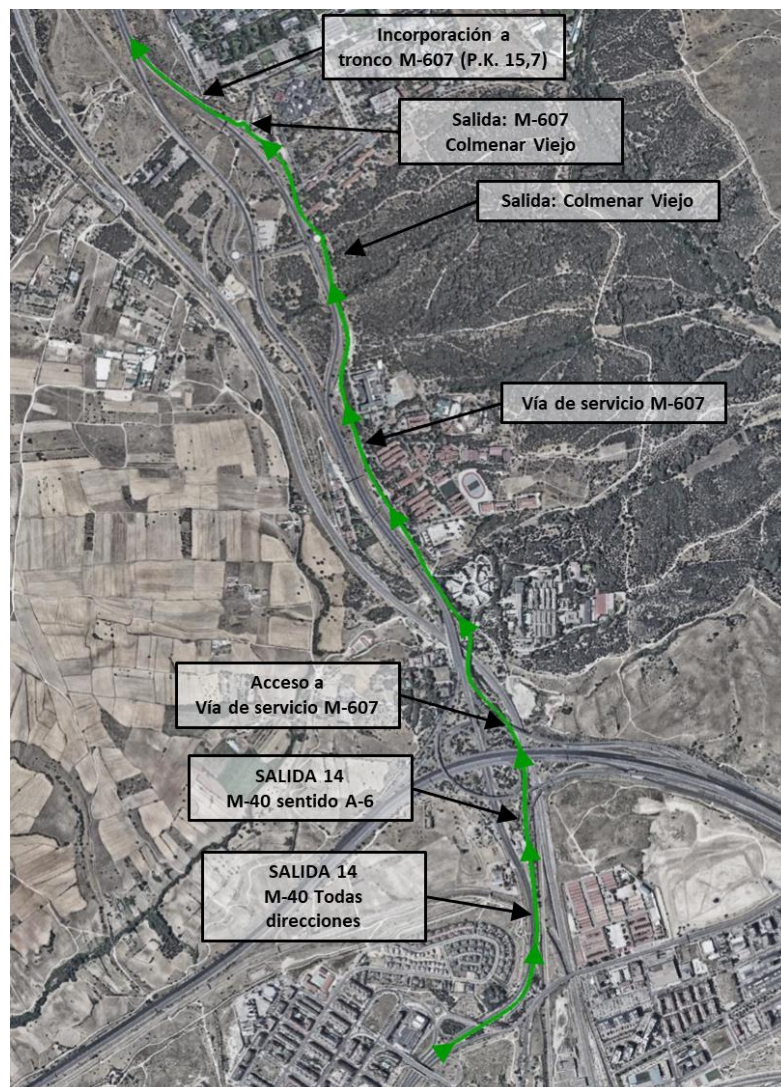 Incorporación a
tronco M-607 (P.K. 15,7)
Salida: M-607
Colmenar Viejo
Salida: Colmenar Viejo
Vía de servicio M-607
Acceso a
Vía de servicio M-607
SALIDA 14
M-40 sentido A-6
SALIDA 14
M-40 Todas
direcciones